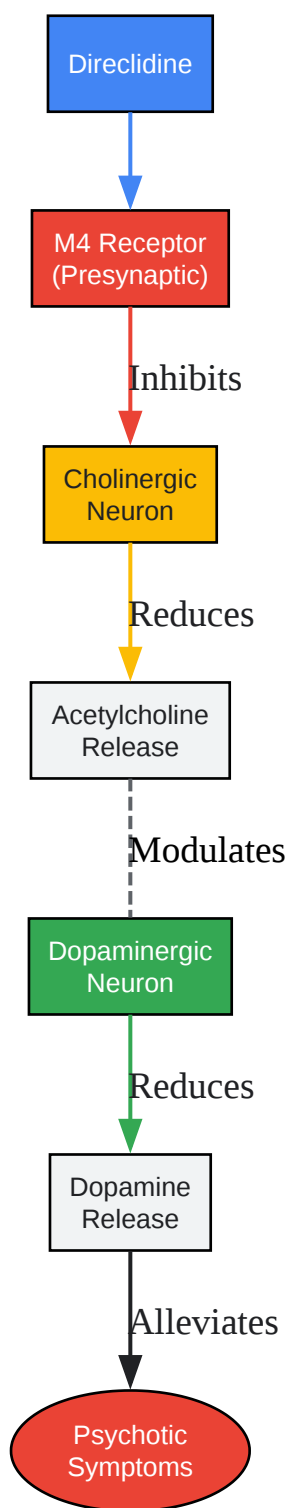 Direclidine
M4 Receptor
(Presynaptic)
Inhibits
Cholinergic
Neuron
Reduces
Acetylcholine
Release
Modulates
Dopaminergic
Neuron
Reduces
Dopamine
Release
Alleviates
Psychotic
Symptoms